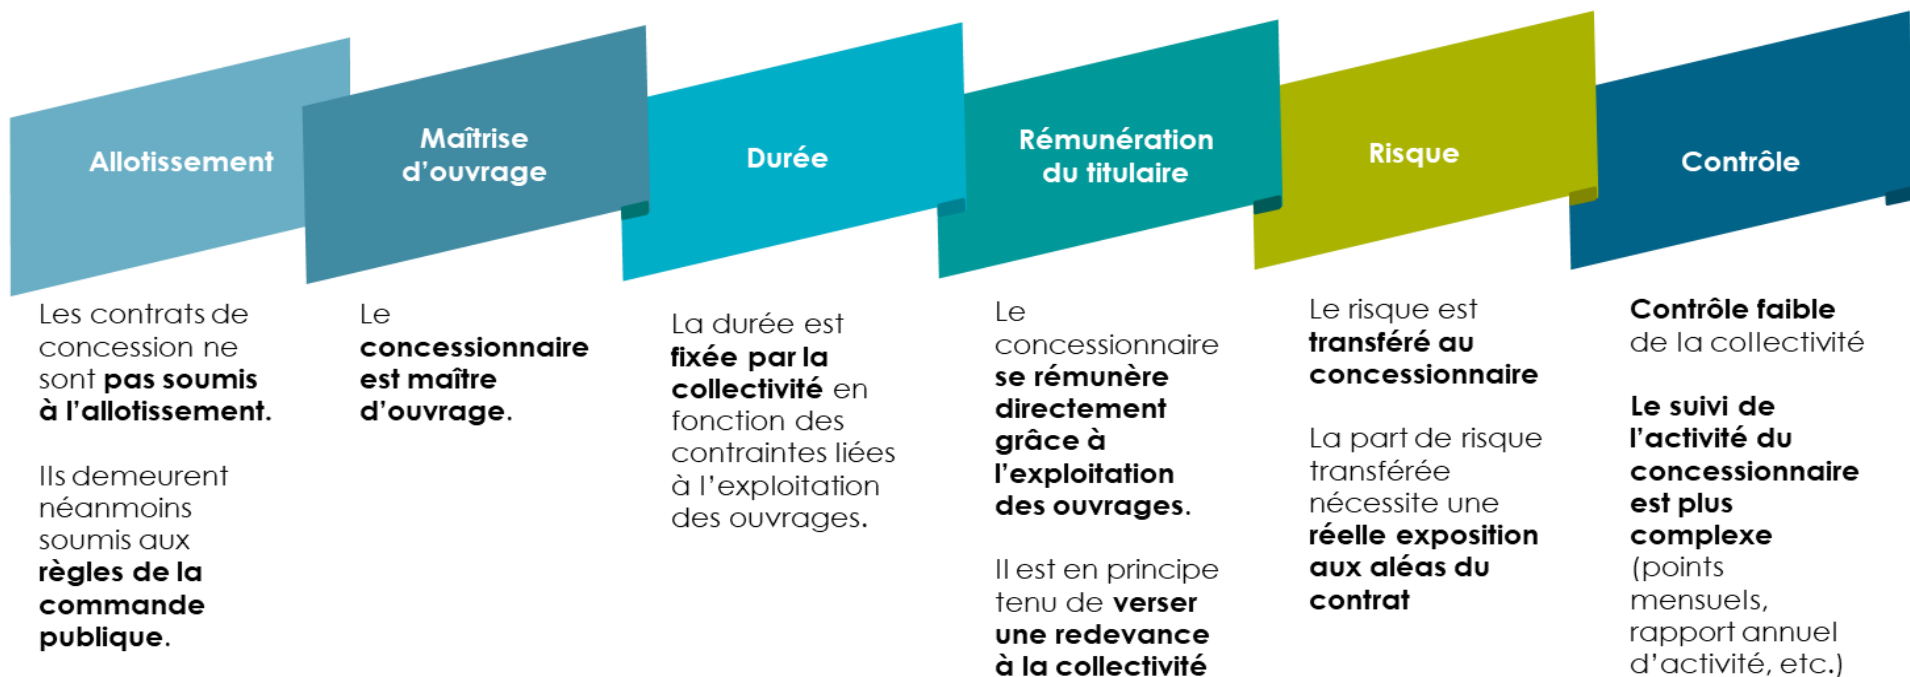 Allotissement
Maîtrise
d’ouvrage
Durée
Rémunération
du titulaire
Risque
Contrôle
Les contrats de
concession ne
sont pas soumis
à l’allotissement.
Ils demeurent
néanmoins
soumis aux
règles de la
commande
publique.
Le
concessionnaire
est maître
d’ouvrage.
La durée est
fixée par la
collectivité en
fonction des
contraintes liées
à l’exploitation
des ouvrages.
Le
concessionnaire
se rémunère
directement
grâce à
l’exploitation
des ouvrages.
Il est en principe
tenu de verser
une redevance
à la collectivité
Le risque est
transféré au
concessionnaire
La part de risque
transférée
nécessite une
réelle exposition
aux aléas du
contrat
Contrôle faible
de la collectivité
Le suivi de
l’activité du
concessionnaire
est plus
complexe
(points
mensuels,
rapport annuel
d’activité, etc.)